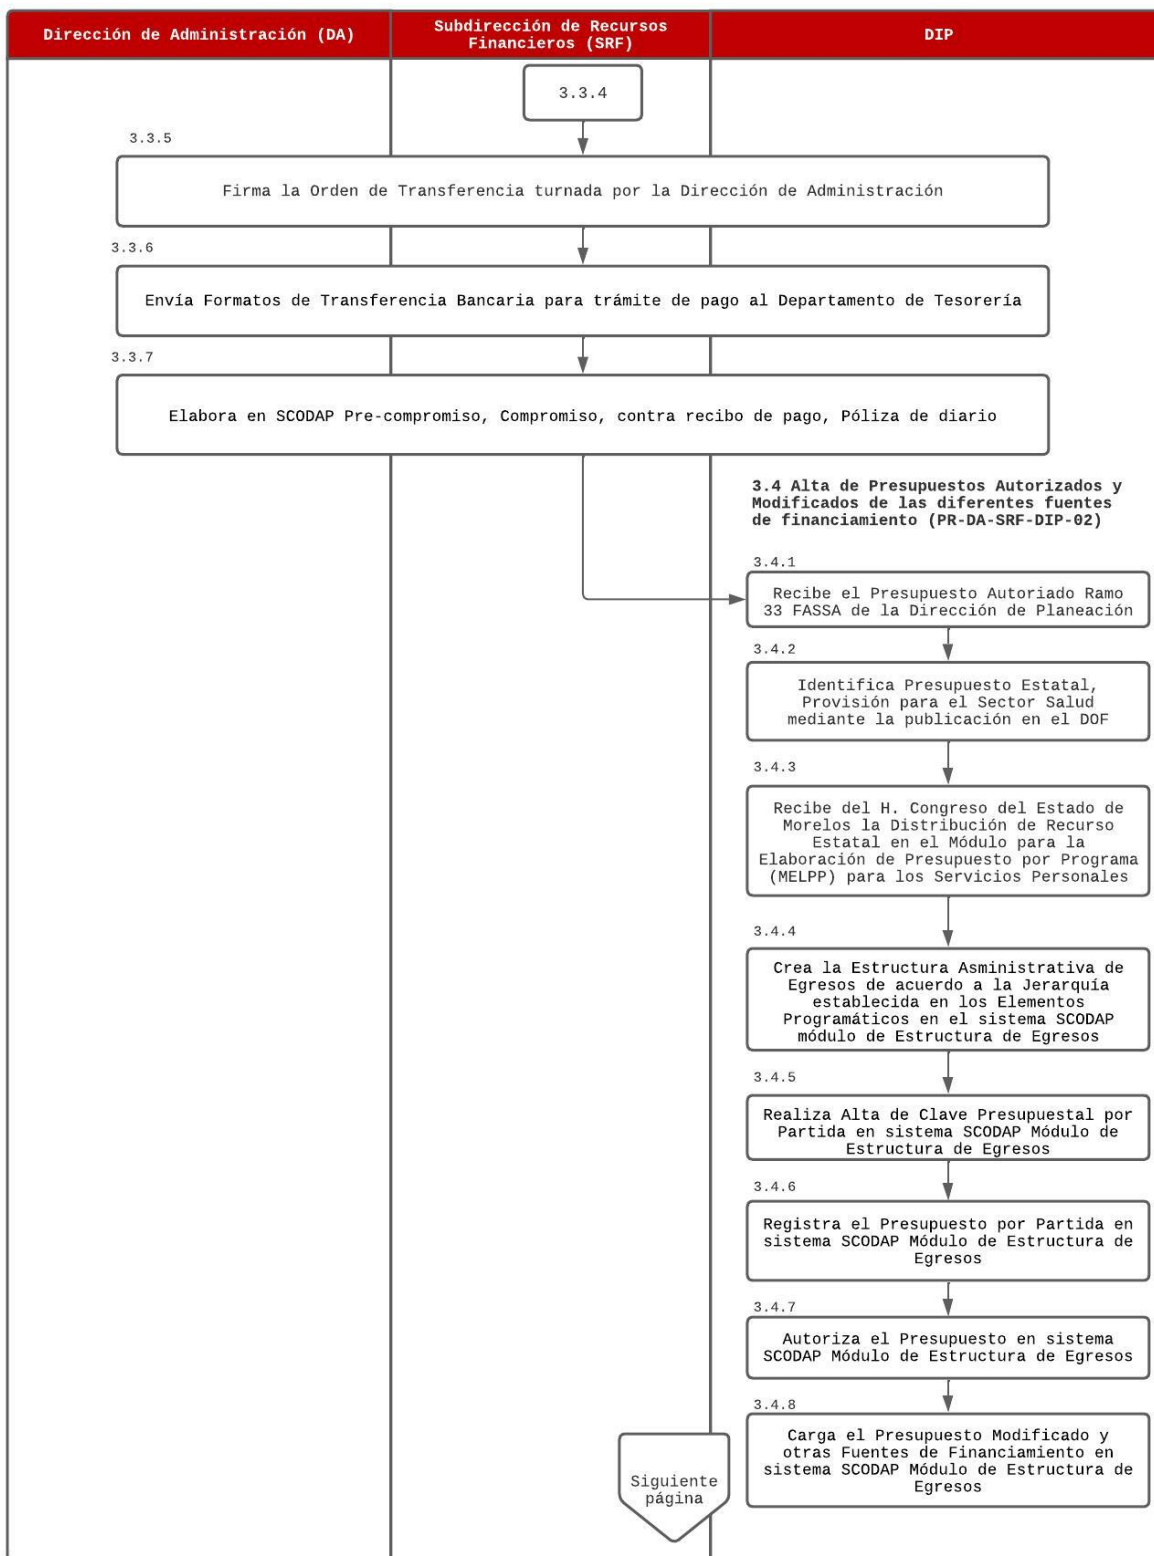 Dirección de Administración (DA)
Subdirección de Recursos
Financieros (SRF)
DIP
3.3.4
3.3.5
Firma la Orden de Transferencia turnada por la Dirección de Administración
3.3.6
Envía Formatos de Transferencia Bancaria para trámite de pago al Departamento de Tesorería
3.3.7
Elabora en SCODAP Pre-compromiso, Compromiso, contra recibo de pago, Póliza de diario
3.4 Alta de Presupuestos Autorizados y
Modificados de las diferentes fuentes
de financiamiento (PR-DA-SRF-DIP-02)
3.4.1
Recibe el Presupuesto Autoriado Ramo
33 FASSA de la Dirección de Planeación
3.4.2
Identifica Presupuesto Estatal,
Provisión para el Sector Salud
mediante la publicación en el DOF
3.4.3
Recibe del H. Congreso del Estado de
Morelos la Distribución de Recurso
Estatal en el Módulo para la
Elaboración de Presupuesto por Programa
(MELPP) para los Servicios Personales
3.4.4
Crea la Estructura Asministrativa de
Egresos de acuerdo a la Jerarquía
establecida en los Elementos
Programáticos en el sistema SCODAP
módulo de Estructura de Egresos
3.4.5
Realiza Alta de Clave Presupuestal por
Partida en sistema SCODAP Módulo de
Estructura de Egresos
3.4.6
Registra el Presupuesto por Partida en
sistema SCODAP Módulo de Estructura de
Egresos
3.4.7
Autoriza el Presupuesto en sistema
SCODAP Módulo de Estructura de Egresos
3.4.8
Carga el Presupuesto Modificado y
otras Fuentes de Financiamiento en
sistema SCODAP Módulo de Estructura de
Egresos
Siguiente
página